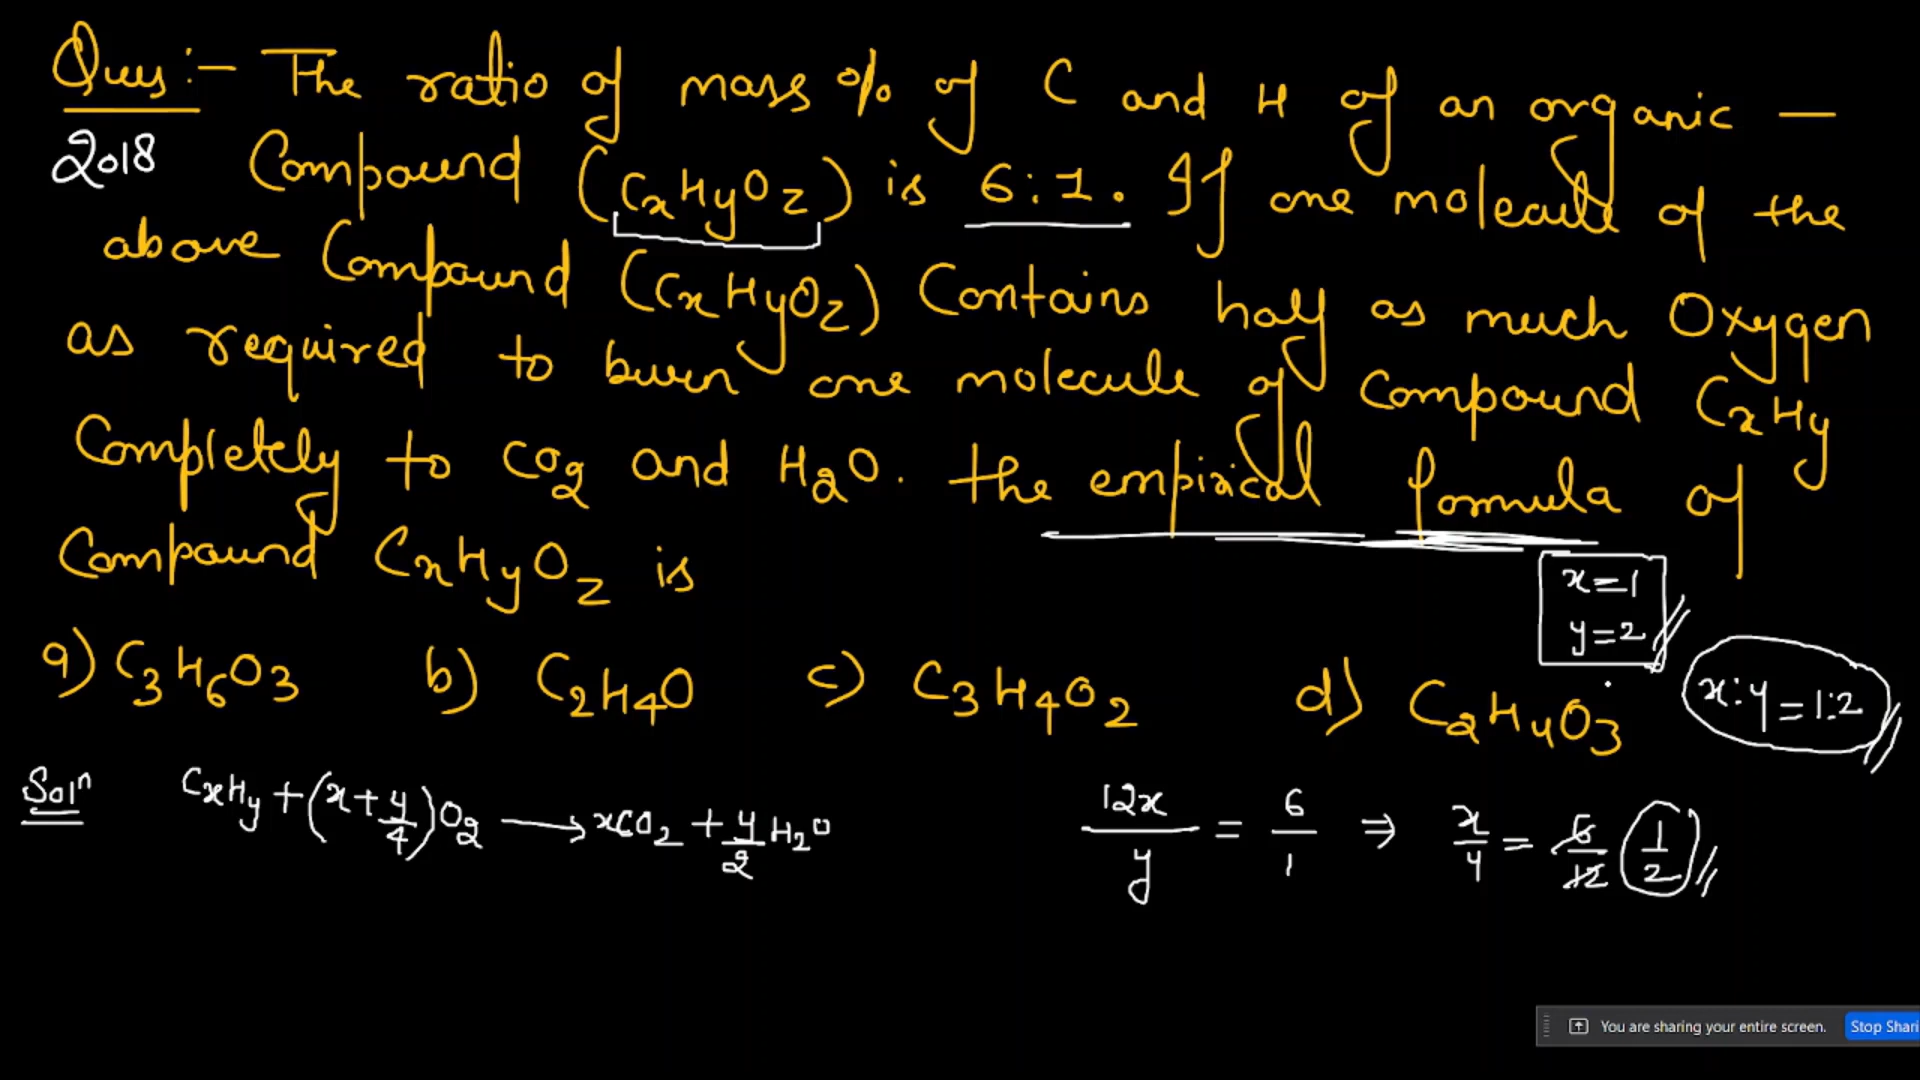 Ques :- The ratio of mass % of C and H of an organic —
2018 Compound (CxHyOz) is 6:1. If one molecule of the
above Compound (CxHyOz) Contains half as much Oxygen
as required to burn one molecule of Compound CxHy
Completely to CO2 and H2O. the empirical formula of
Compound CxHyOz is
x=1
y=2
a) C3H6O3 b) C2H4O c) C3H4O2 d) C2H4O3
x:y=1:2
Soln CxHy + (x+y/4)O2 → xCO2 + y/2 H2O
12x/y = 6/1 ⇒ x/y = 6/12 1/2
You are sharing your entire screen. Stop Shari